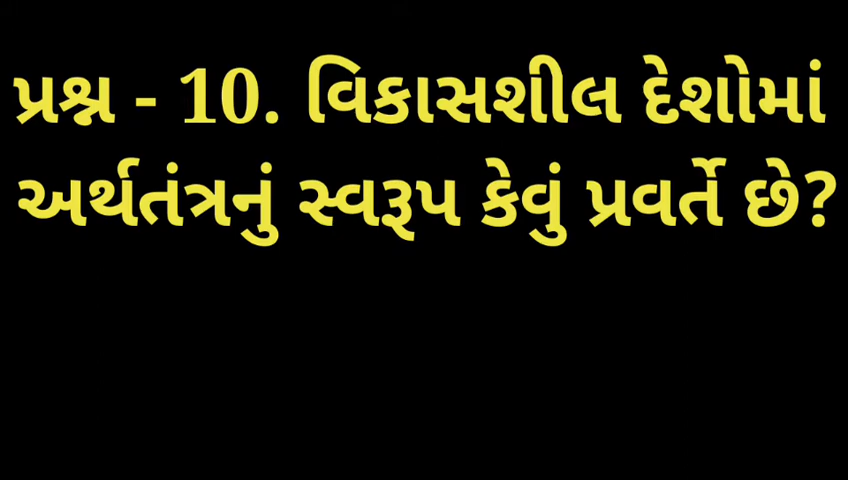 પ્રશ્ન - 10. વિકાસશીલ દેશોમાં
અર્થતંત્રનું સ્વરૂપ કેવું પ્રવર્તે છે?